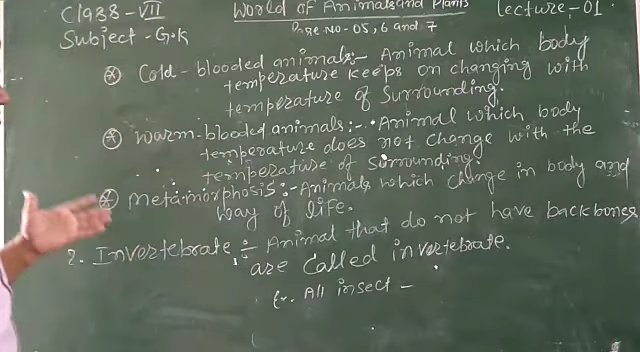 Class - VII World of Animals and Plants Lecture - 01
Subject - G.K Page No - 05, 6 and 7
Cold - blooded animals :- Animal which body
temperature keeps on changing with
temperature of Surrounding.
Warm - blooded animals :- Animal which body
temperature does not change with the
temperature of Surrounding.
Metamorphosis :- Animals which change in body and
way of life.
2. Invertebrate :- Animal that do not have backbones
are called invertebrate.
Ex. All insect -